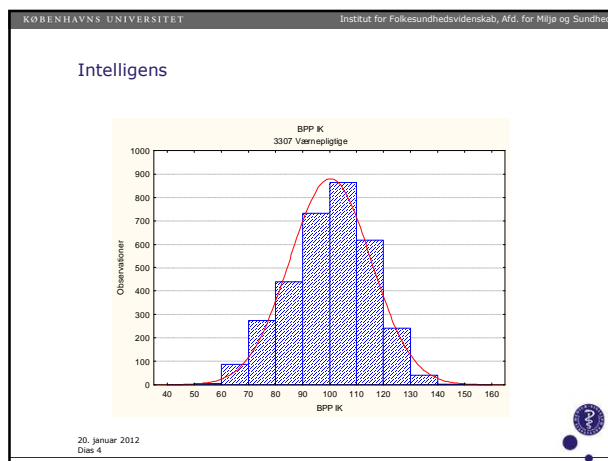 KØBENHAVNS UNIVERSITET
Institut for Folkesundhedsvidenskab, Afd. for Miljø og Sundhed
Intelligens
BPP IK
3307 Værnepligtige
1000
900
800
700
600
500
400
300
200
100
0
Observationer
40 50 60 70 80 90 100 110 120 130 140 150 160
BPP IK
20. januar 2012
Dias 4